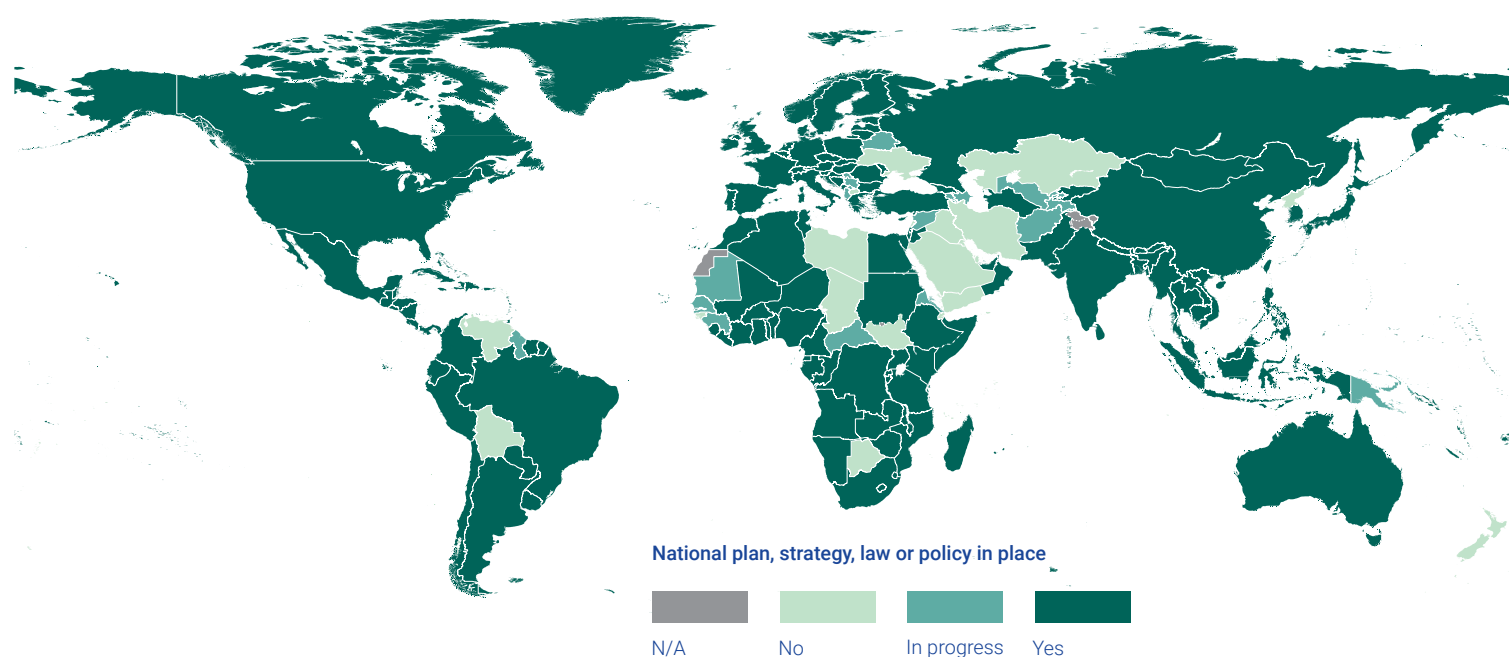 National plan, strategy, law or policy in place
N/A
No
In progress
Yes